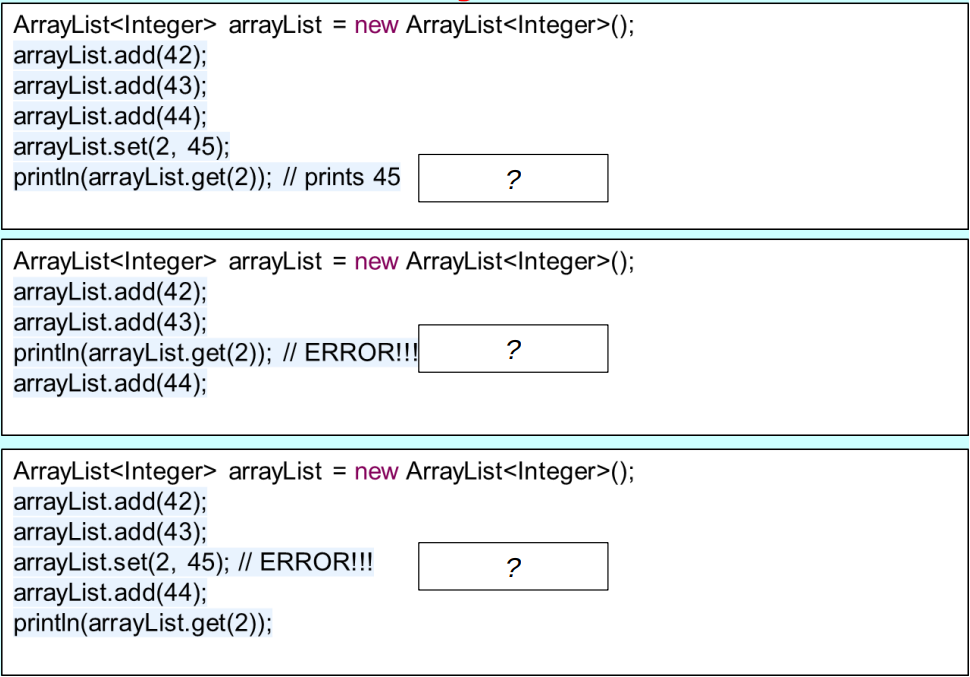 ArrayList<Integer> arrayList = new ArrayList<Integer>();
arrayList.add(42);
arrayList.add(43);
arrayList.add(44);
arrayList.set(2, 45);
println(arrayList.get(2)); // prints 45
?
ArrayList<Integer> arrayList = new ArrayList<Integer>();
arrayList.add(42);
arrayList.add(43);
println(arrayList.get(2)); // ERROR!!!
?
arrayList.add(44);
ArrayList<Integer> arrayList = new ArrayList<Integer>();
arrayList.add(42);
arrayList.add(43);
arrayList.set(2, 45); // ERROR!!!
?
arrayList.add(44);
println(arrayList.get(2));